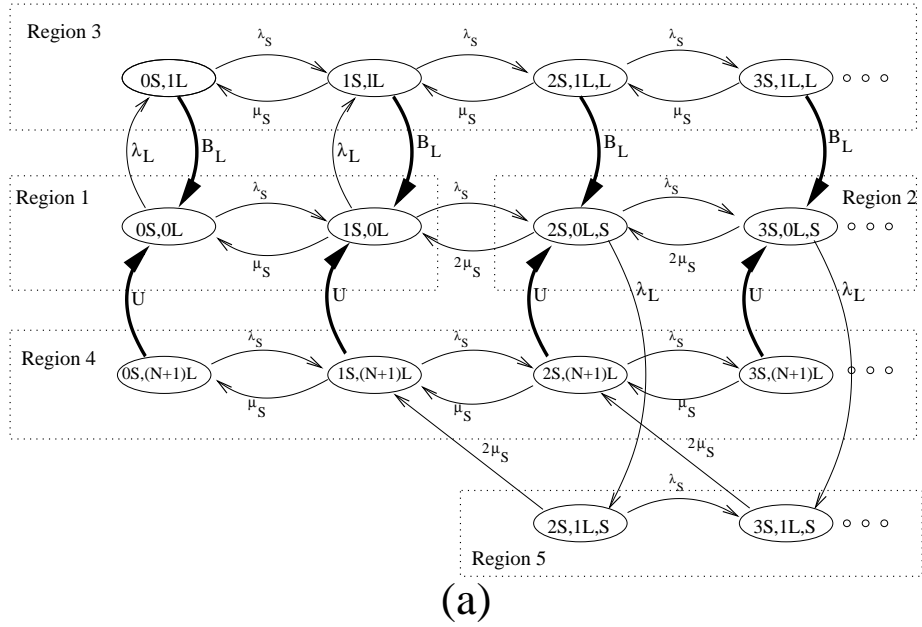 Region 3
λS λS λS
0S,1L 1S,lL 2S,1L,L 3S,1L,L
μS μS μS
λL BL λL BL BL BL
Region 1 Region 2
λS λS λS
0S,0L 1S,0L 2S,0L,S 3S,0L,S
μS 2μS 2μS
U U U U λL λL
Region 4
λS λS λS
0S,(N+1)L 1S,(N+1)L 2S,(N+1)L 3S,(N+1)L
μS μS μS
2μS 2μS
λS
2S,1L,S 3S,1L,S
Region 5
(a)